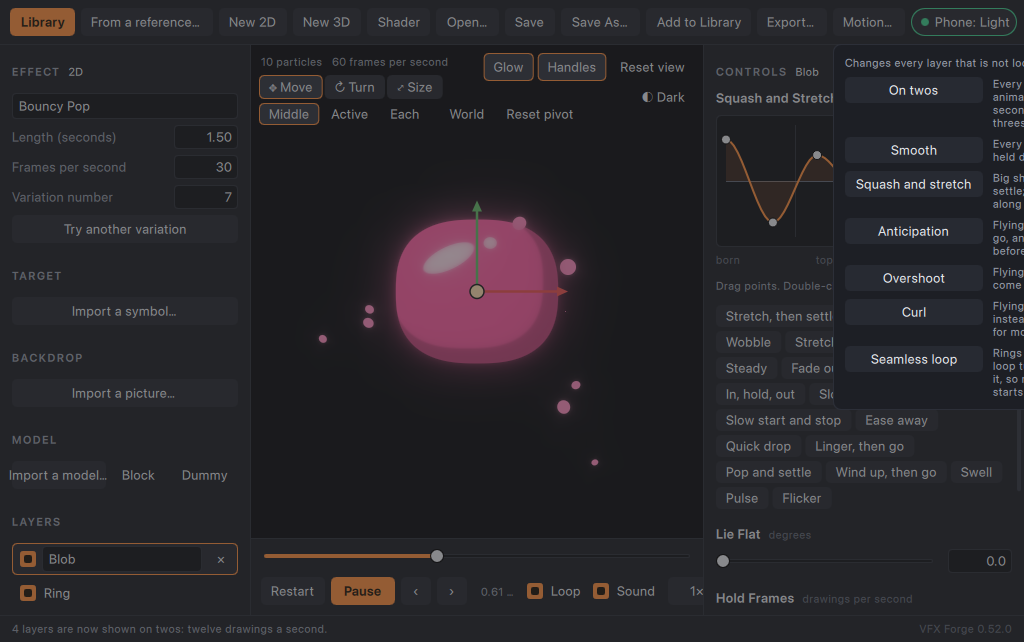 Library From a reference... New 2D New 3D Shader Open... Save Save As... Add to Library Export... Motion... Phone: Light
EFFECT 2D
Bouncy Pop
Length (seconds) 1.50
Frames per second 30
Variation number 7
Try another variation
TARGET
Import a symbol...
BACKDROP
Import a picture...
MODEL
Import a model... Block Dummy
LAYERS
Blob ×
Ring
10 particles 60 frames per second
Glow Handles Reset view
Move Turn Size
Dark
Middle Active Each World Reset pivot
Restart Pause ‹ › 0.61 ... Loop Sound 1×
CONTROLS Blob
Squash and Stretch
born top
Drag points. Double-c
Stretch, then settl
Wobble Stretch
Steady Fade ou
In, hold, out Slo
Slow start and stop Ease away
Quick drop Linger, then go
Pop and settle Wind up, then go Swell
Pulse Flicker
Lie Flat degrees
0.0
Hold Frames drawings per second
Changes every layer that is not loc
On twos
Every
anima
secon
threes
Smooth
Every
held d
Squash and stretch
Big sh
settle;
along
Anticipation
Flying
go, an
before
Overshoot
Flying
come
Curl
Flying
instea
for mo
Seamless loop
Rings
loop t
it, so n
starts
4 layers are now shown on twos: twelve drawings a second.
VFX Forge 0.52.0